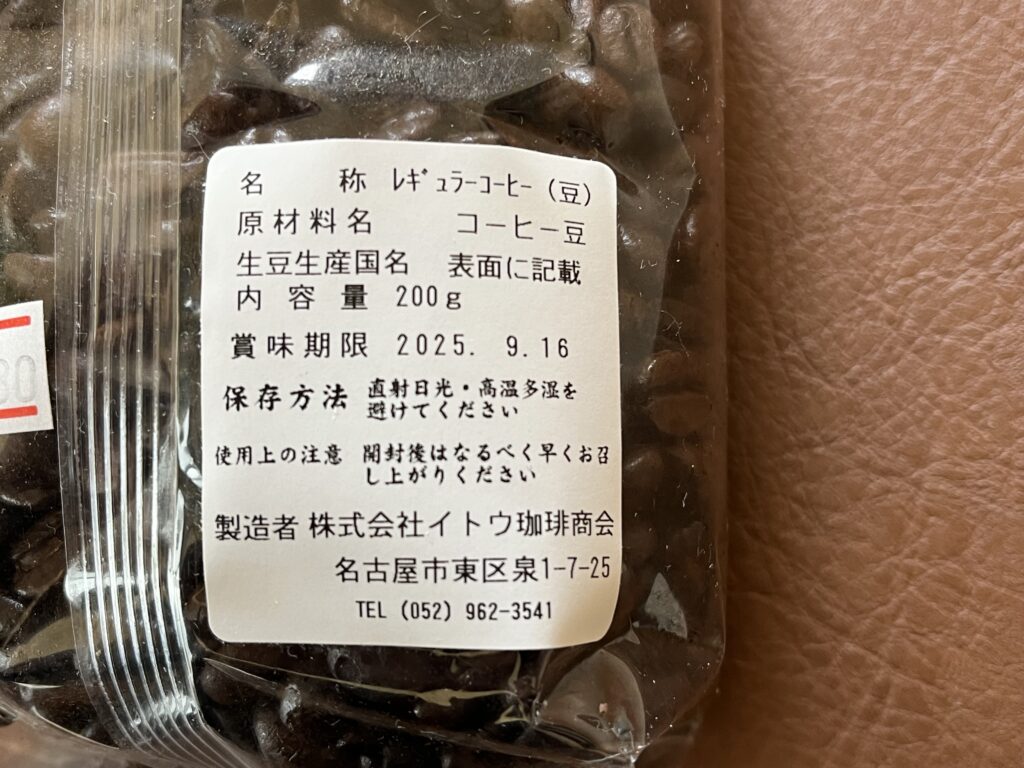 名称 ﾚｷﾞｭﾗｰｺｰﾋｰ (豆)
原材料名 コーヒー豆
生豆生産国名 表面に記載
内容量 200g
賞味期限 2025. 9.16
保存方法 直射日光・高温多湿を
避けてください
使用上の注意 開封後はなるべく早くお召
し上がりください
製造者 株式会社イトウ珈琲商会
名古屋市東区泉1-7-25
TEL (052) 962-3541